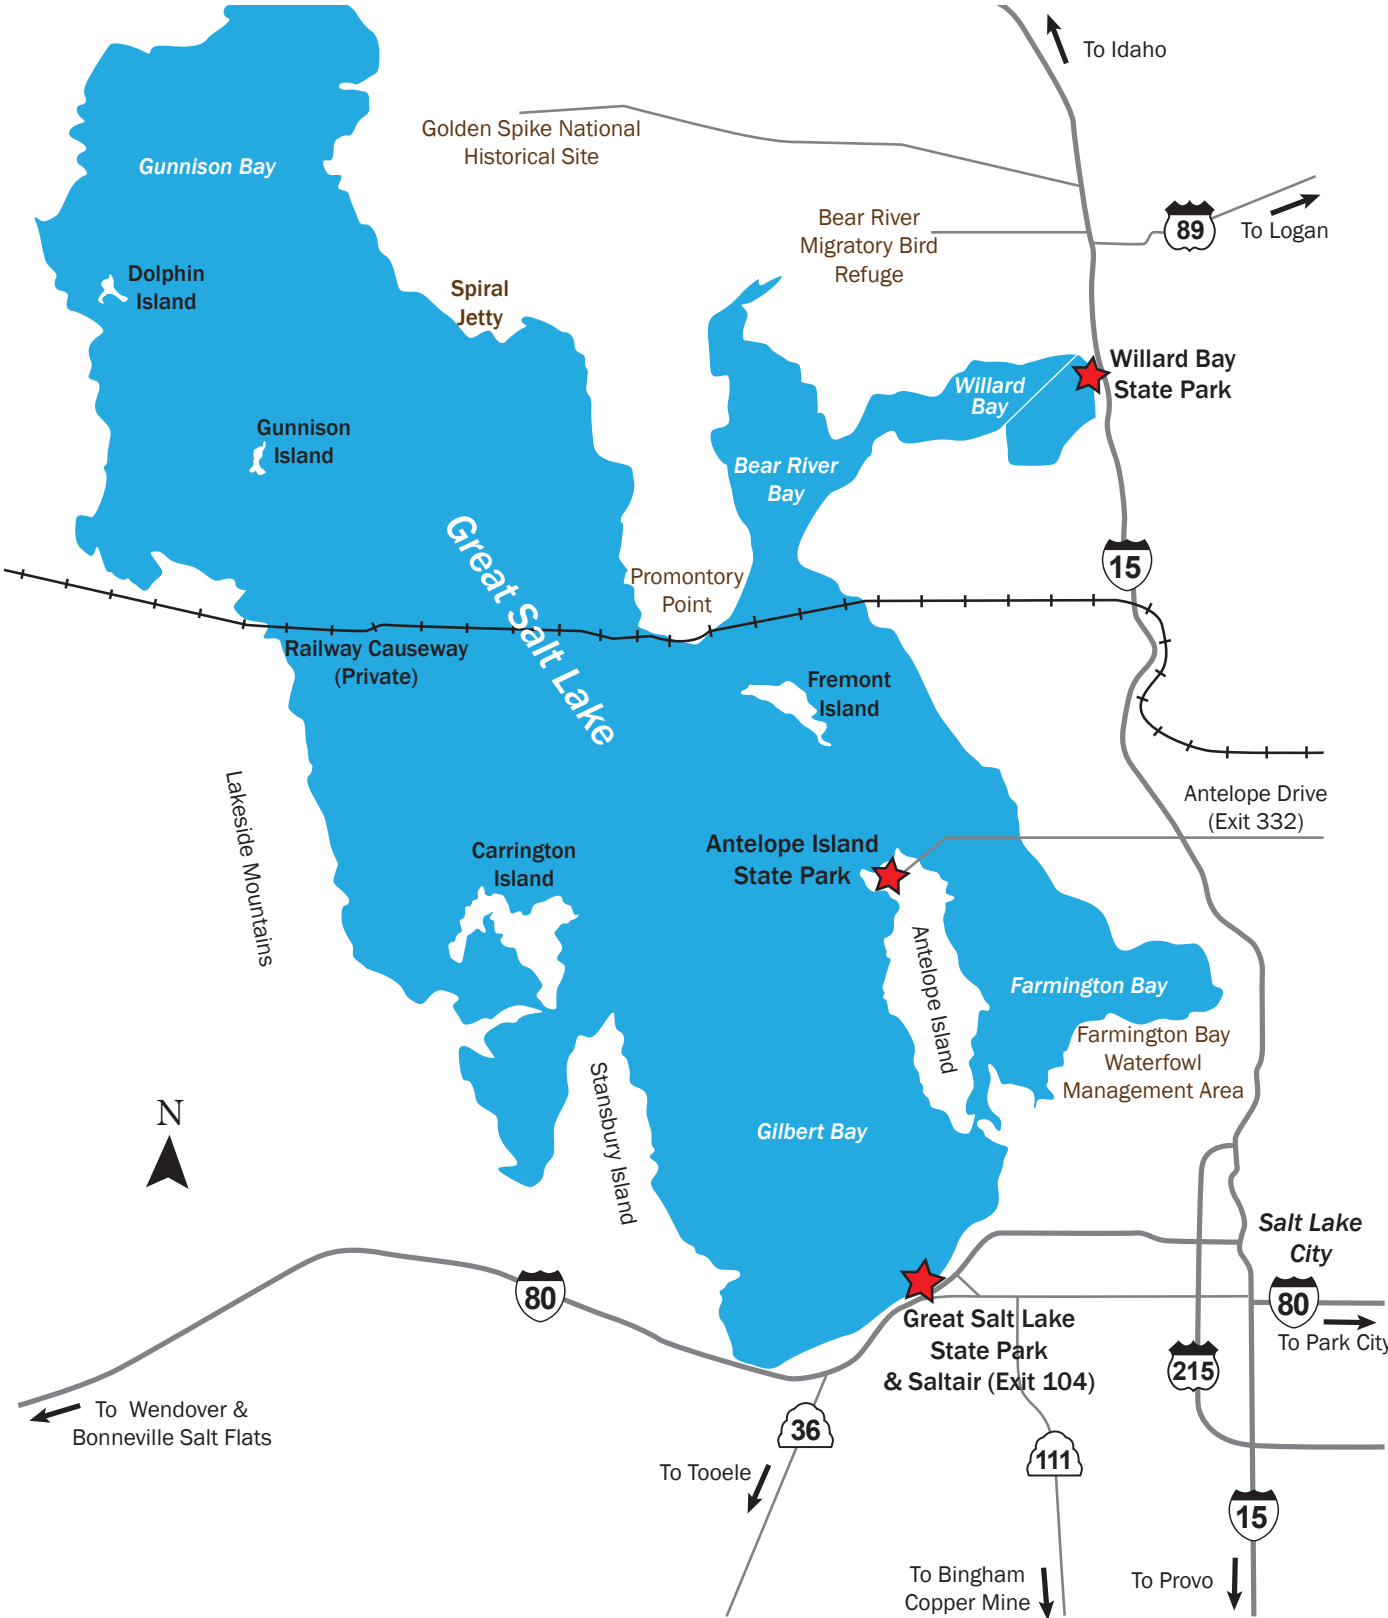 To Idaho
Golden Spike National
Historical Site
Gunnison Bay
Bear River
Migratory Bird
Refuge
89
To Logan
Dolphin
Island
Spiral
Jetty
Willard Bay
State Park
Willard
Bay
Gunnison
Island
Bear River
Bay
Great Salt Lake
15
Promontory
Point
Railway Causeway
(Private)
Fremont
Island
Lakeside Mountains
Antelope Drive
(Exit 332)
Antelope Island
State Park
Carrington
Island
Antelope Island
Farmington Bay
Farmington Bay
Waterfowl
Management Area
Stansbury Island
N
Gilbert Bay
Salt Lake
City
80
80
To Park City
Great Salt Lake
State Park
& Saltair (Exit 104)
215
To Wendover &
Bonneville Salt Flats
36
111
To Tooele
15
To Bingham
Copper Mine
To Provo